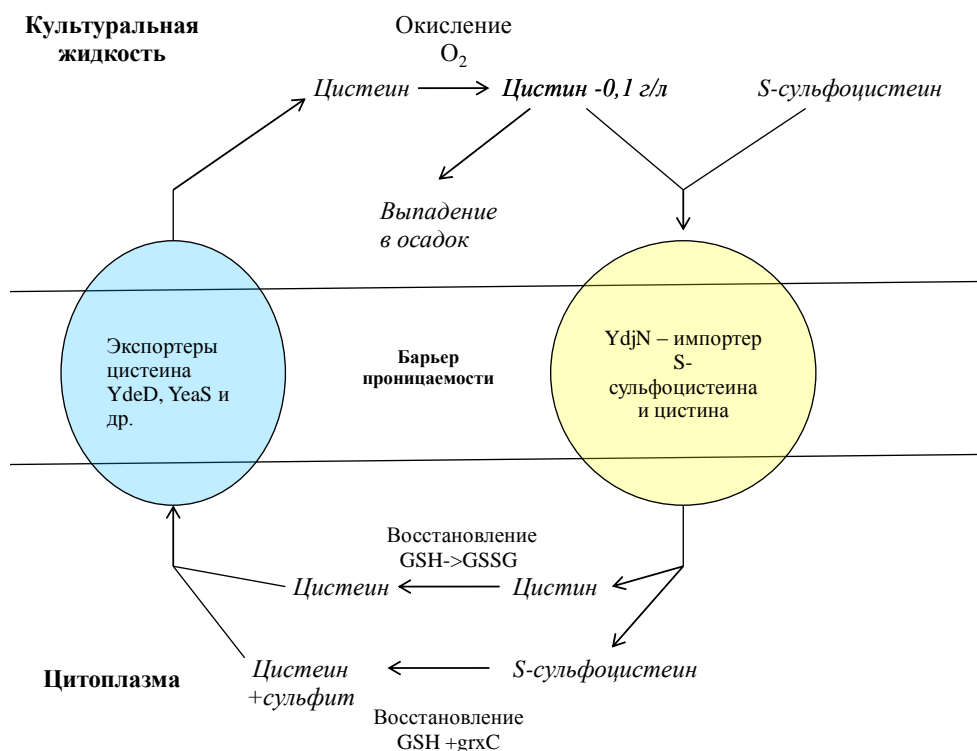 Культуральная
жидкость
Окисление
O2
Цистеин
Цистин -0,1 г/л
S-сульфоцистеин
Выпадение
в осадок
Экспортеры
цистеина
YdeD, YeaS и
др.
Барьер
проницаемости
YdjN – импортер
S-
сульфоцистеина
и цистина
Восстановление
GSH->GSSG
Цистеин
Цистин
Цитоплазма
Цистеин
+сульфит
S-сульфоцистеин
Восстановление
GSH +grxC